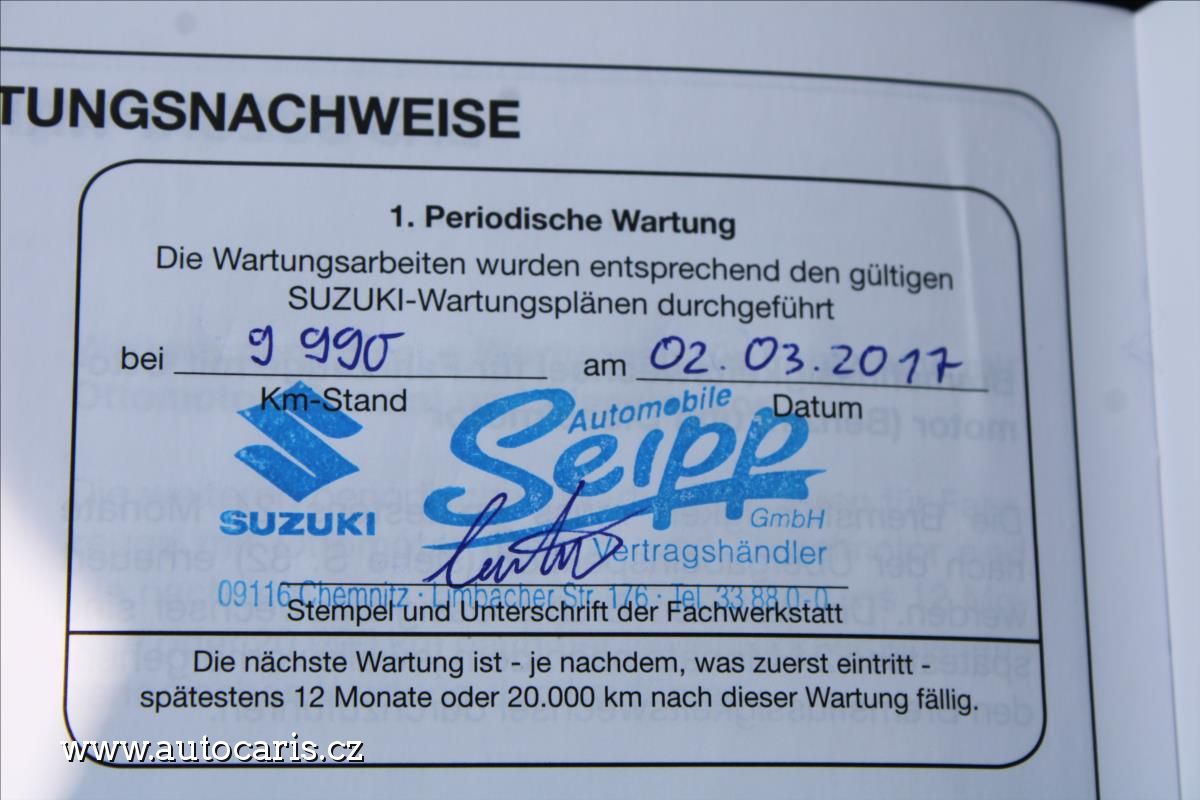 TUNGSNACHWEISE
1. Periodische Wartung
Die Wartungsarbeiten wurden entsprechend den gültigen
SUZUKI-Wartungsplänen durchgeführt
bei 9 990 am 02.03.2017
Km-Stand Datum
Automobile
Seipp
SUZUKI
GmbH
Vertragshändler
09116 Chemnitz · Limbacher Str. 176 · Tel. 33 88 0-0
Stempel und Unterschrift der Fachwerkstatt
Die nächste Wartung ist - je nachdem, was zuerst eintritt -
spätestens 12 Monate oder 20.000 km nach dieser Wartung fällig.
www.autocaris.cz